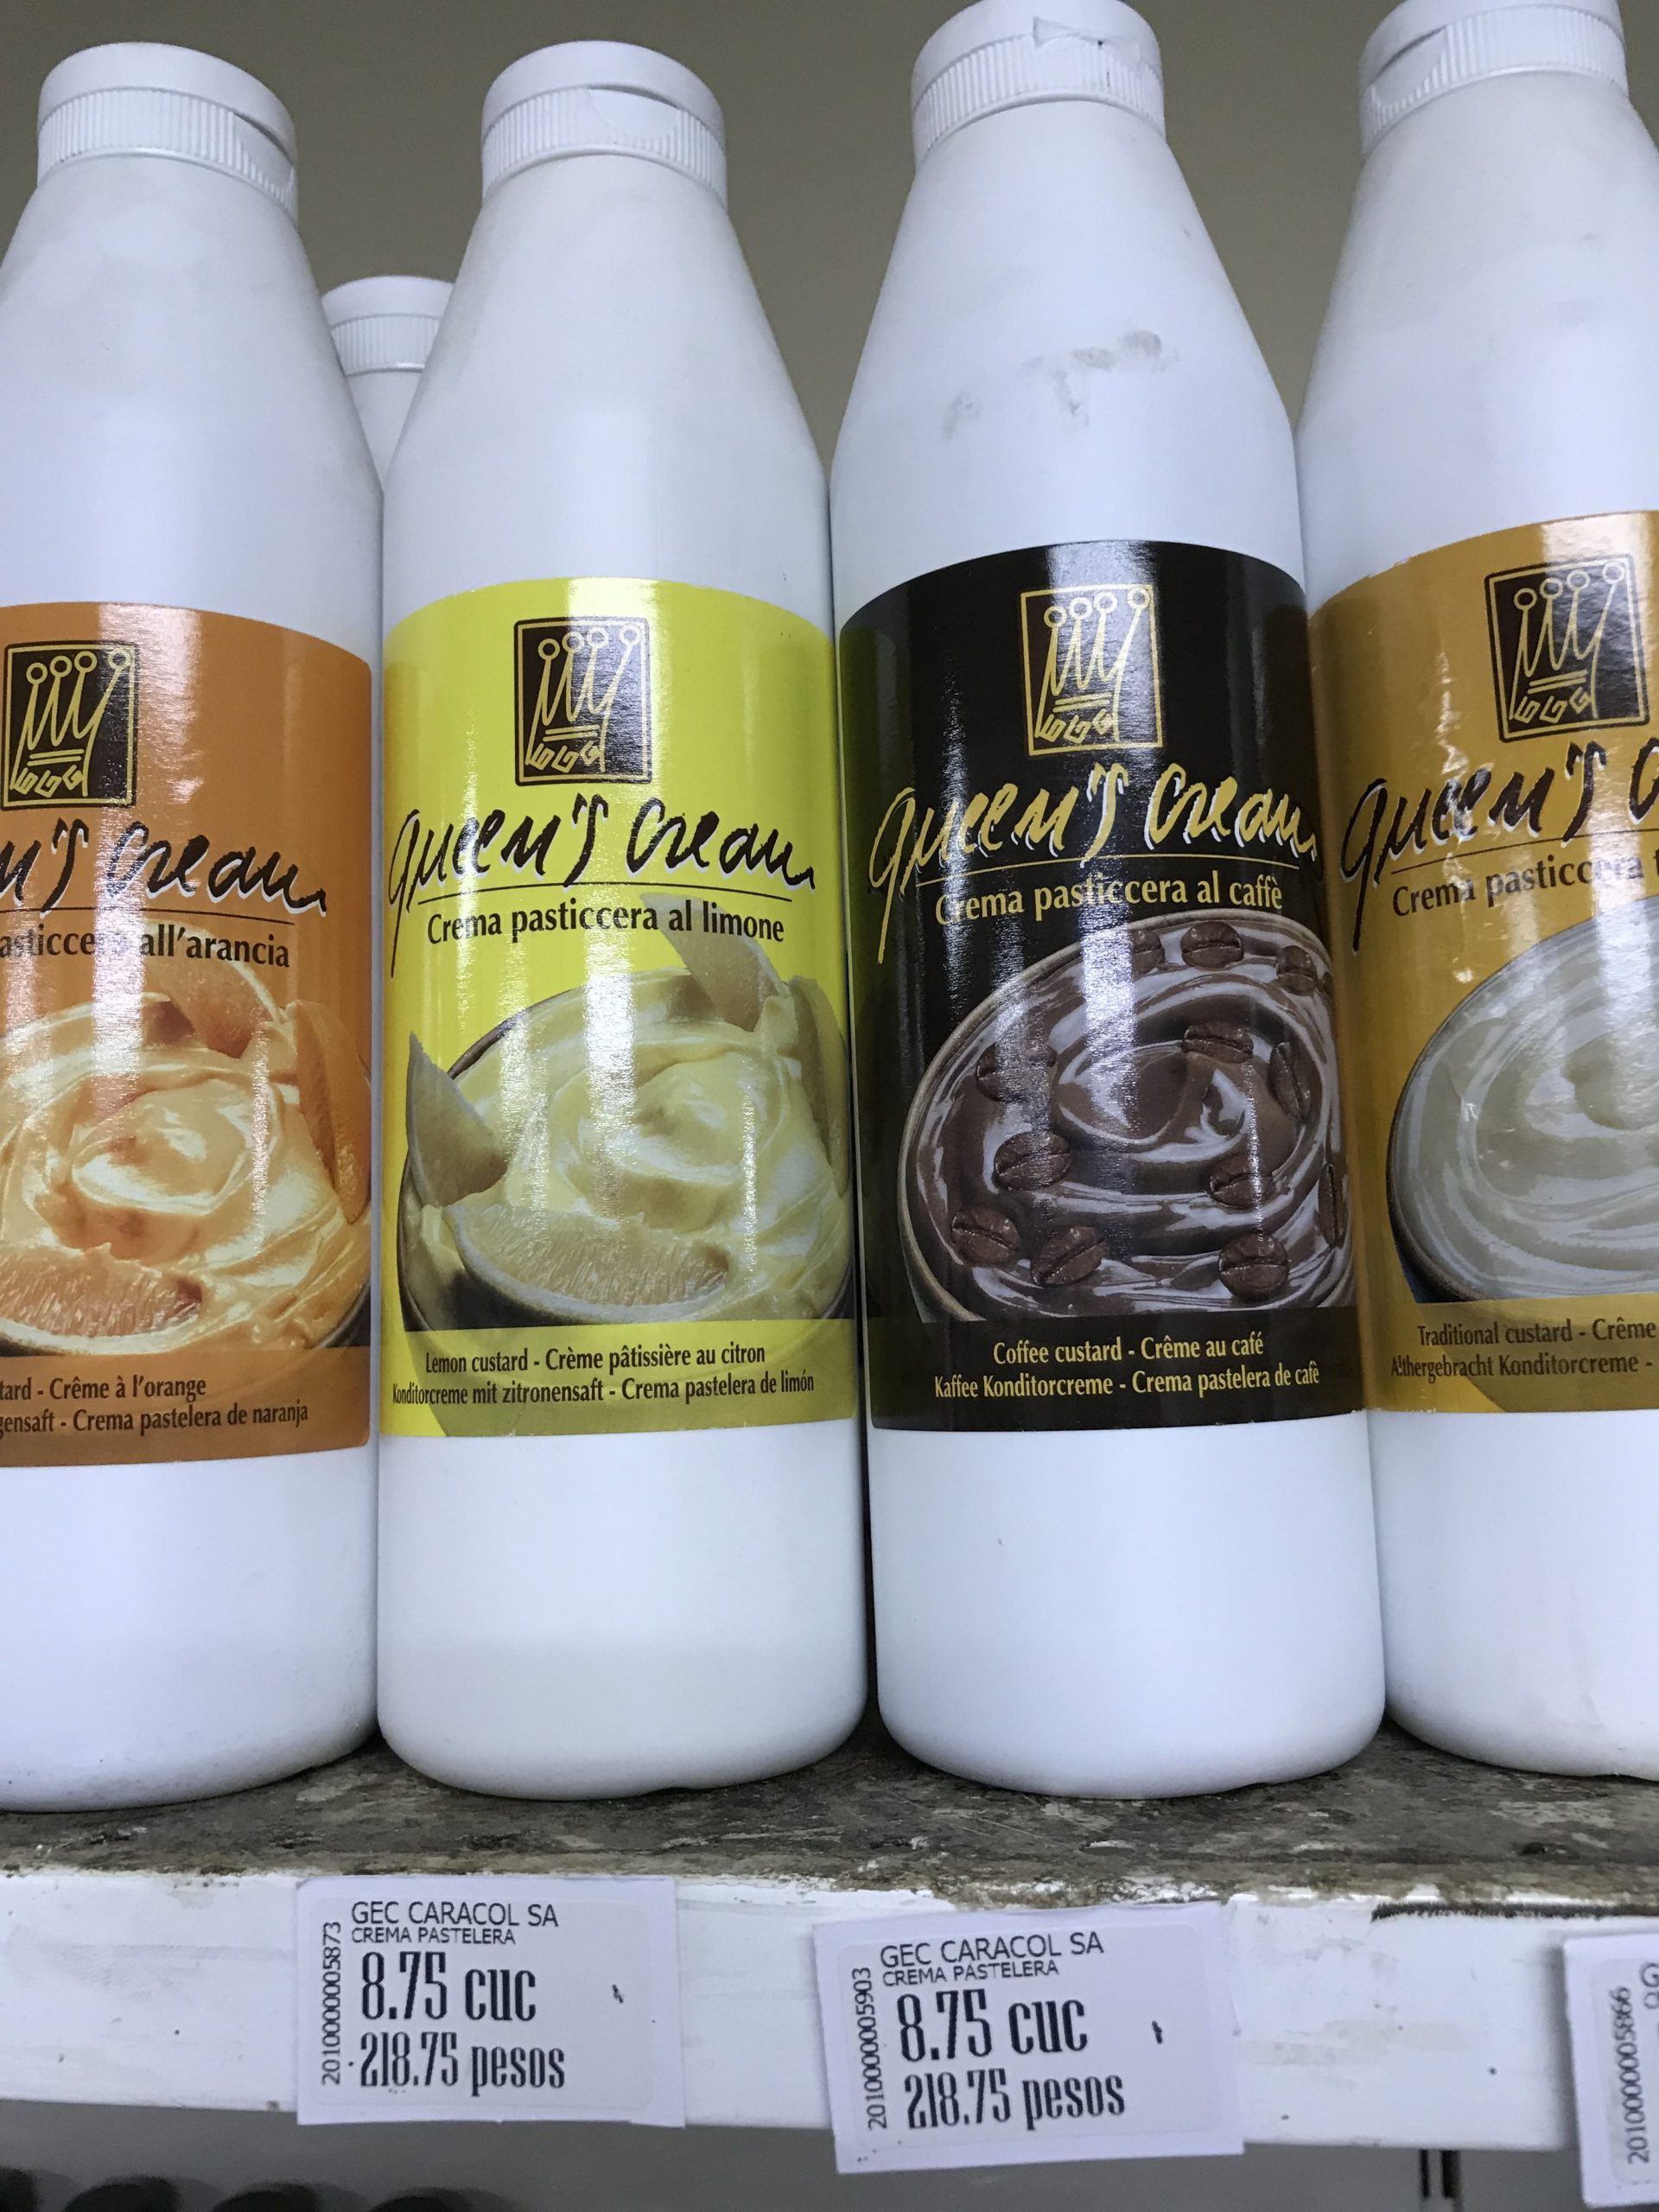 n's Cream
asticcera all'arancia
tard - Crême à l'orange
gensaft - Crema pastelera de naranja
Queen's Cream
Crema pasticcera al limone
Lemon custard - Crème pâtissière au citron
Konditorcreme mit zitronensaft - Crema pastelera de limón
Queen's Cream
Crema pasticcera al caffè
Coffee custard - Crême au café
Kaffee Konditorcreme - Crema pastelera de cafè
Queen's C
Crema pasticcera t
Traditional custard - Crême
Althergebracht Konditorcreme -
2010000005873
GEC CARACOL SA
CREMA PASTELERA
8.75 cuc
218.75 pesos
2010000005903
GEC CARACOL SA
CREMA PASTELERA
8.75 cuc
218.75 pesos
2010000005866